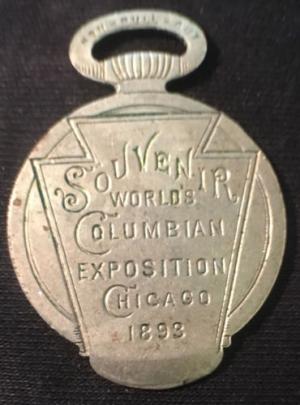 SOUVENIR
WORLD'S
COLUMBIAN
EXPOSITION
CHICAGO
1893